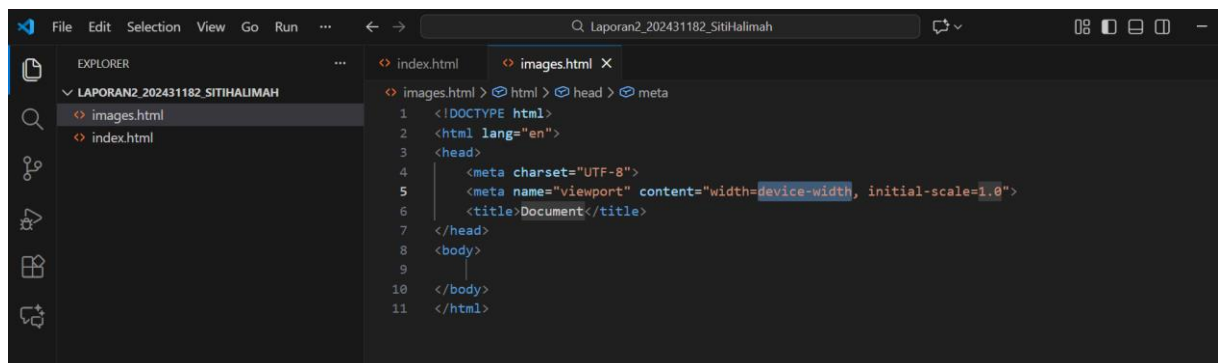 File Edit Selection View Go Run ...
Laporan2_202431182_SitiHalimah
EXPLORER
LAPORAN2_202431182_SITIHALIMAH
images.html
index.html
index.html
images.html
images.html > html > head > meta
1 <!DOCTYPE html>
2 <html lang="en">
3 <head>
4 <meta charset="UTF-8">
5 <meta name="viewport" content="width=device-width, initial-scale=1.0">
6 <title>Document</title>
7 </head>
8 <body>
9
10 </body>
11 </html>